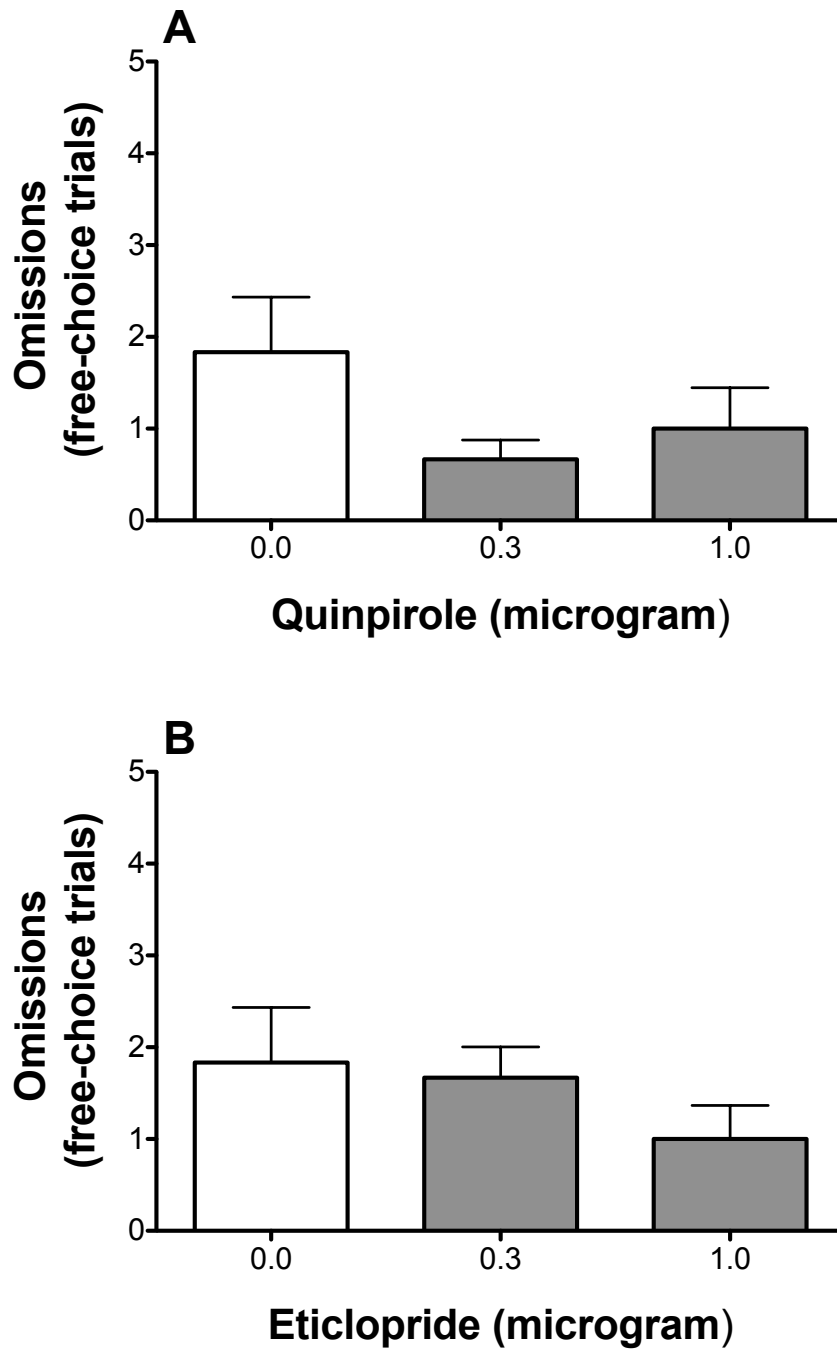 A
5
4
3
2
1
0
Omissions
(free-choice trials)
0.0 0.3 1.0
Quinpirole (microgram)
B
5
4
3
2
1
0
Omissions
(free-choice trials)
0.0 0.3 1.0
Eticlopride (microgram)